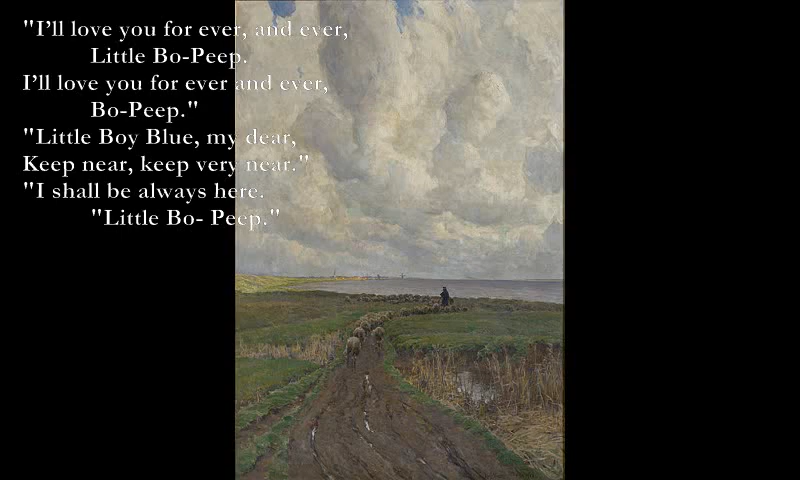 "I'll love you for ever, and ever,
Little Bo-Peep.
I'll love you for ever and ever,
Bo-Peep."
"Little Boy Blue, my dear,
Keep near, keep very near."
"I shall be always here.
"Little Bo- Peep."